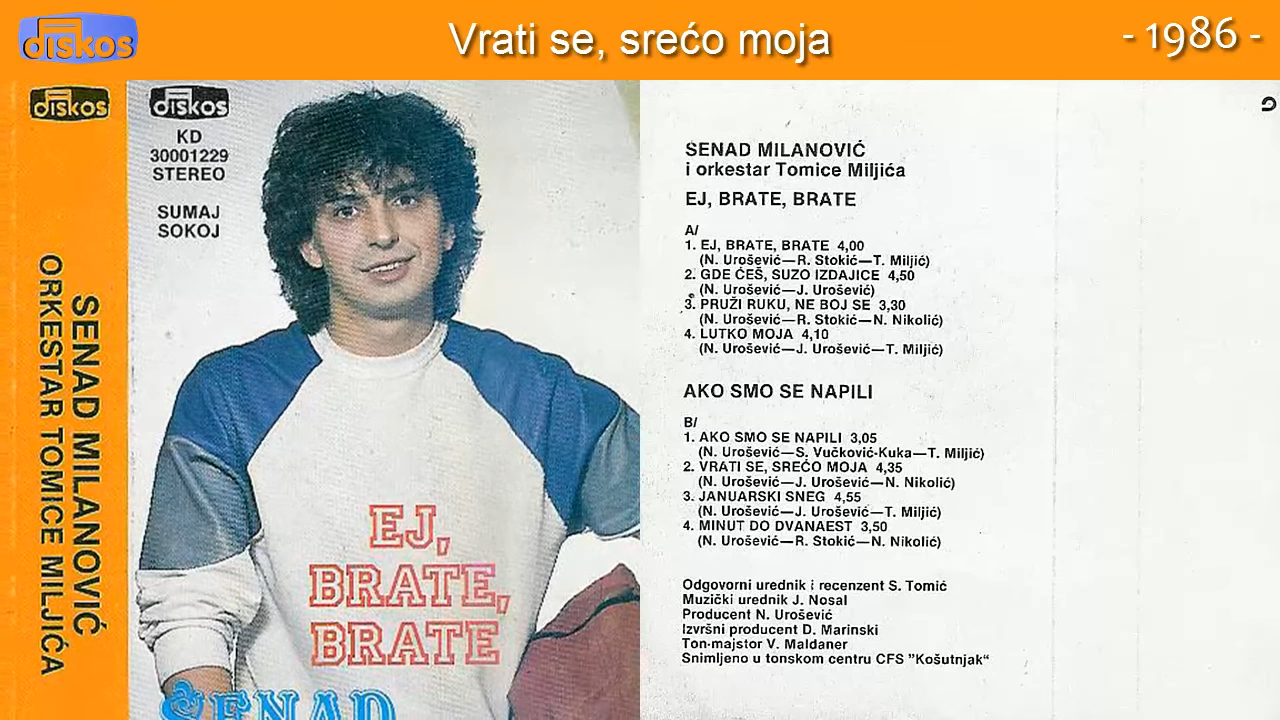 diskos
Vrati se, srećo moja
- 1986 -
diskos
SENAD MILANOVIĆ
ORKESTAR TOMICE MILJIĆA
diskos
KD
30001229
STEREO
SUMAJ
SOKOJ
EJ,
BRATE,
BRATE
SENAD
SENAD MILANOVIĆ
i orkestar Tomice Miljića
EJ, BRATE, BRATE
A/
1. EJ, BRATE, BRATE 4,00
(N. Urošević—R. Stokić—T. Miljić)
2. GDE ĆEŠ, SUZO IZDAJICE 4,50
(N. Urošević—J. Urošević)
3. PRUŽI RUKU, NE BOJ SE 3,30
(N. Urošević—R. Stokić—N. Nikolić)
4. LUTKO MOJA 4,10
(N. Urošević—J. Urošević—T. Miljić)
AKO SMO SE NAPILI
B/
1. AKO SMO SE NAPILI 3,05
(N. Urošević—S. Vučković-Kuka—T. Miljić)
2. VRATI SE, SREĆO MOJA 4,35
(N. Urošević—J. Urošević—N. Nikolić)
3. JANUARSKI SNEG 4,55
(N. Urošević—J. Urošević—T. Miljić)
4. MINUT DO DVANAEST 3,50
(N. Urošević—R. Stokić—N. Nikolić)
Odgovorni urednik i recenzent S. Tomić
Muzički urednik J. Nosal
Producent N. Urošević
Izvršni producent D. Marinski
Ton-majstor V. Maldaner
Snimljeno u tonskom centru CFS ”Košutnjak“